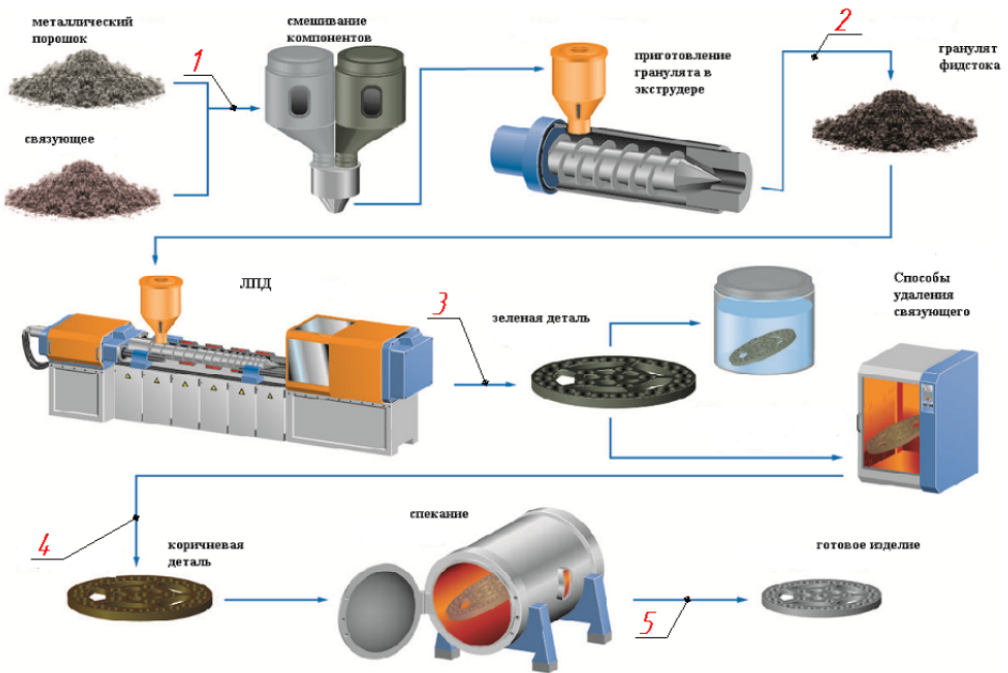 металлический
порошок
1
смешивание
компонентов
приготовление
гранулята в
экструдере
2
гранулят
фидстока
связующее
ЛПД
3
зеленая деталь
Способы
удаления
связующего
4
коричневая
деталь
спекание
5
готовое изделие